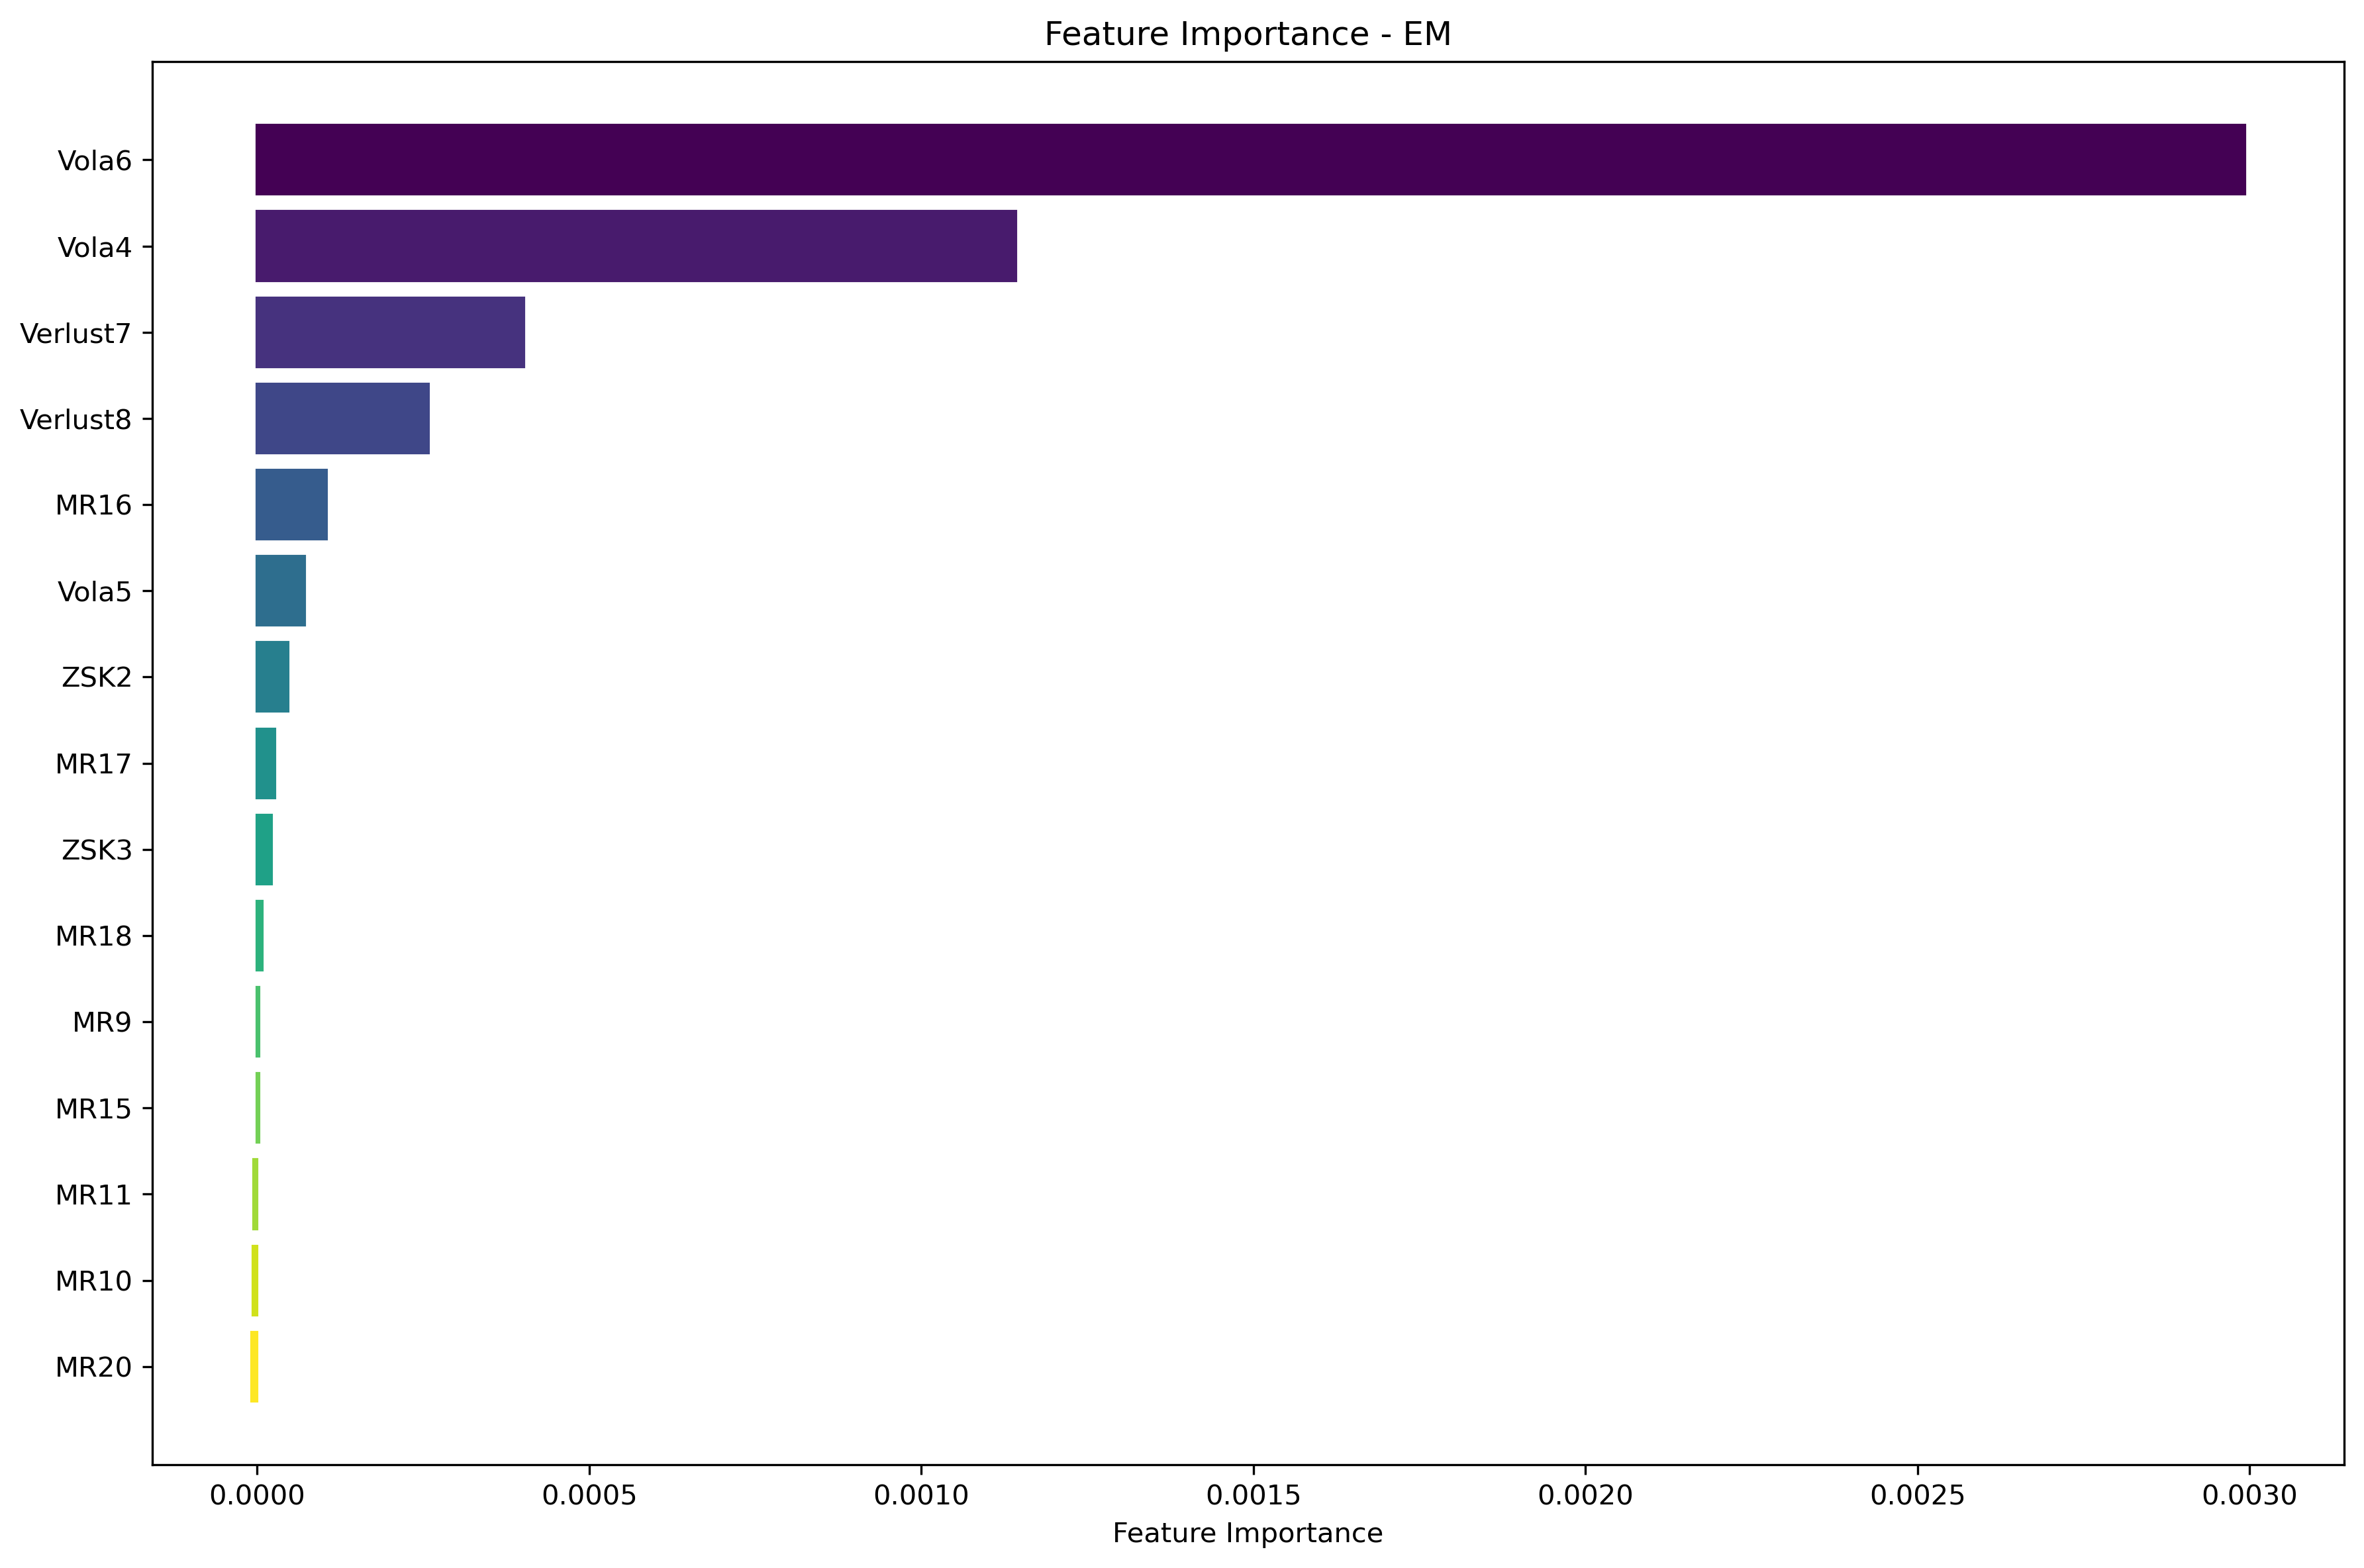 Feature Importance - EM
Vola6
Vola4
Verlust7
Verlust8
MR16
Vola5
ZSK2
MR17
ZSK3
MR18
MR9
MR15
MR11
MR10
MR20
0.0000 0.0005 0.0010 0.0015 0.0020 0.0025 0.0030
Feature Importance